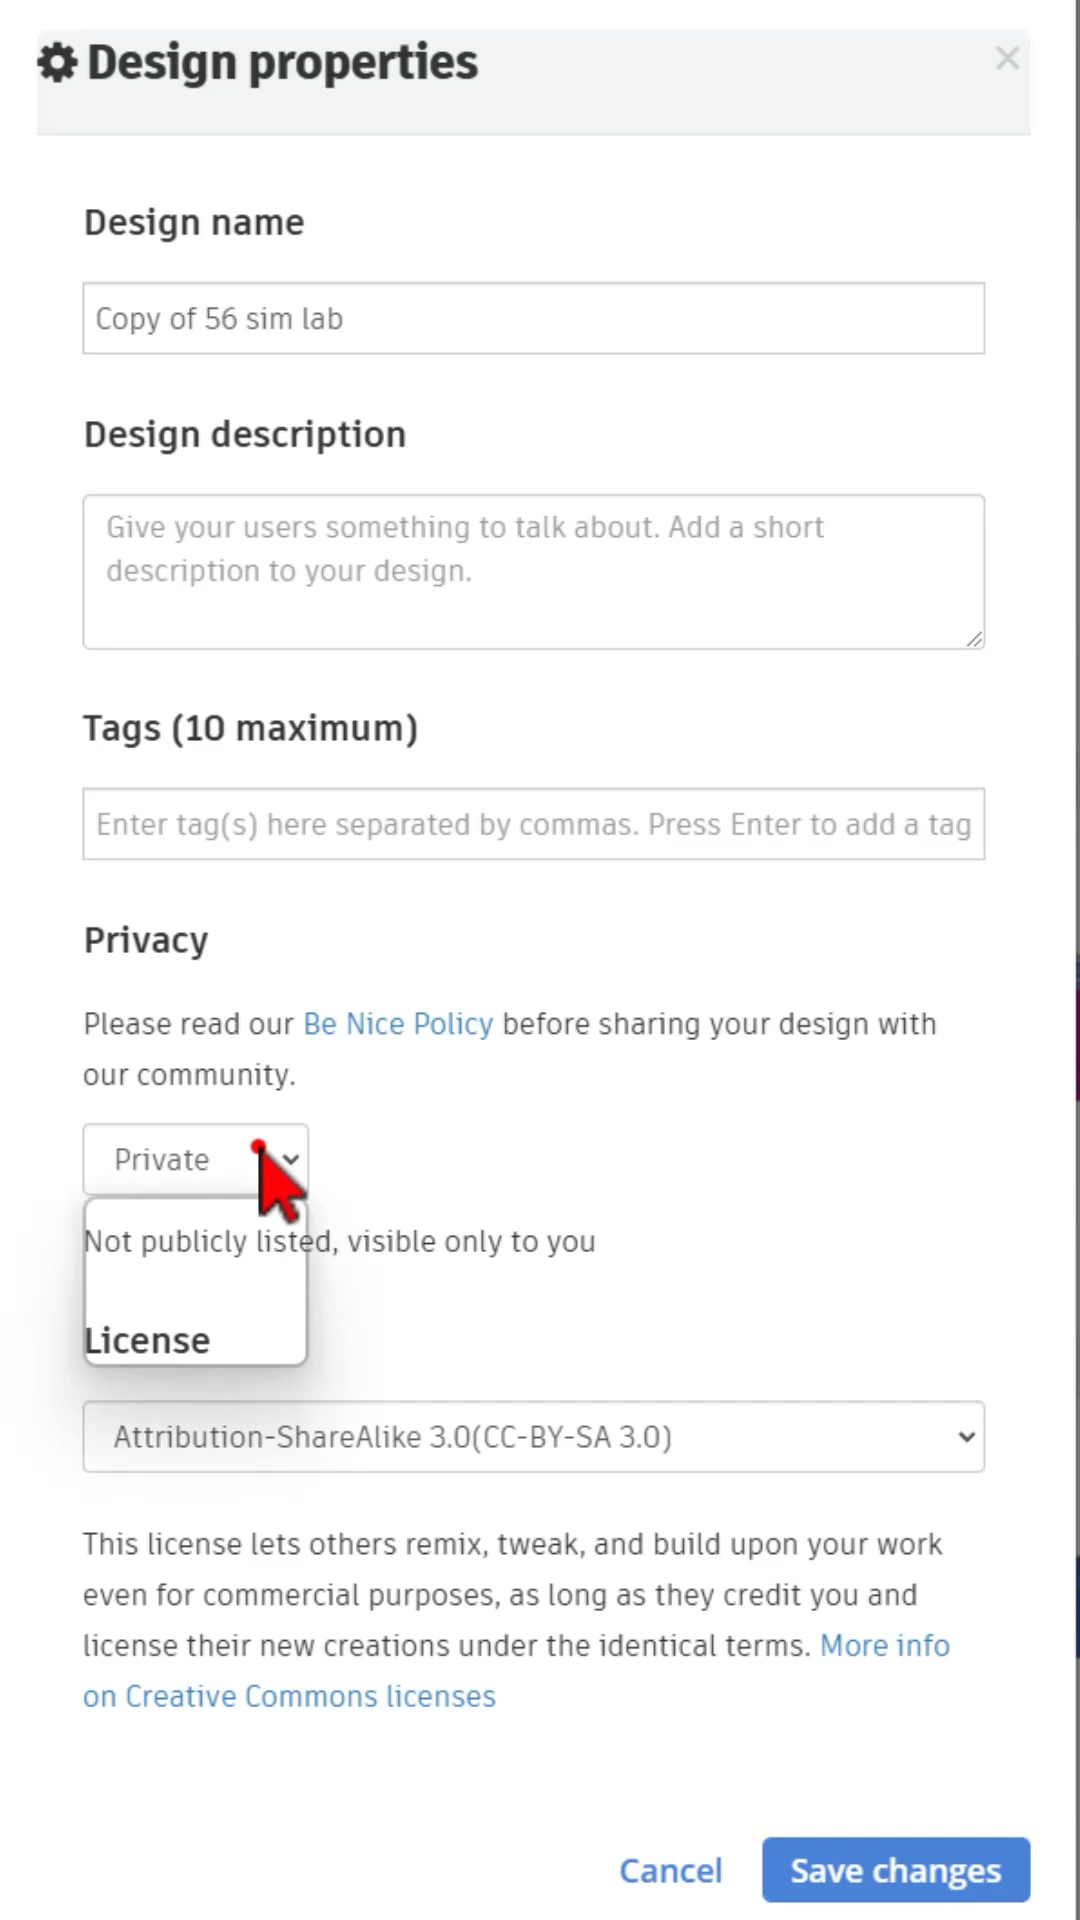 Design properties
Design name
Copy of 56 sim lab
Design description
Give your users something to talk about. Add a short
description to your design.
Tags (10 maximum)
Enter tag(s) here separated by commas. Press Enter to add a tag
Privacy
Please read our Be Nice Policy before sharing your design with
our community.
Private
Not publicly listed, visible only to you
License
Attribution-ShareAlike 3.0(CC-BY-SA 3.0)
This license lets others remix, tweak, and build upon your work
even for commercial purposes, as long as they credit you and
license their new creations under the identical terms. More info
on Creative Commons licenses
Cancel Save changes